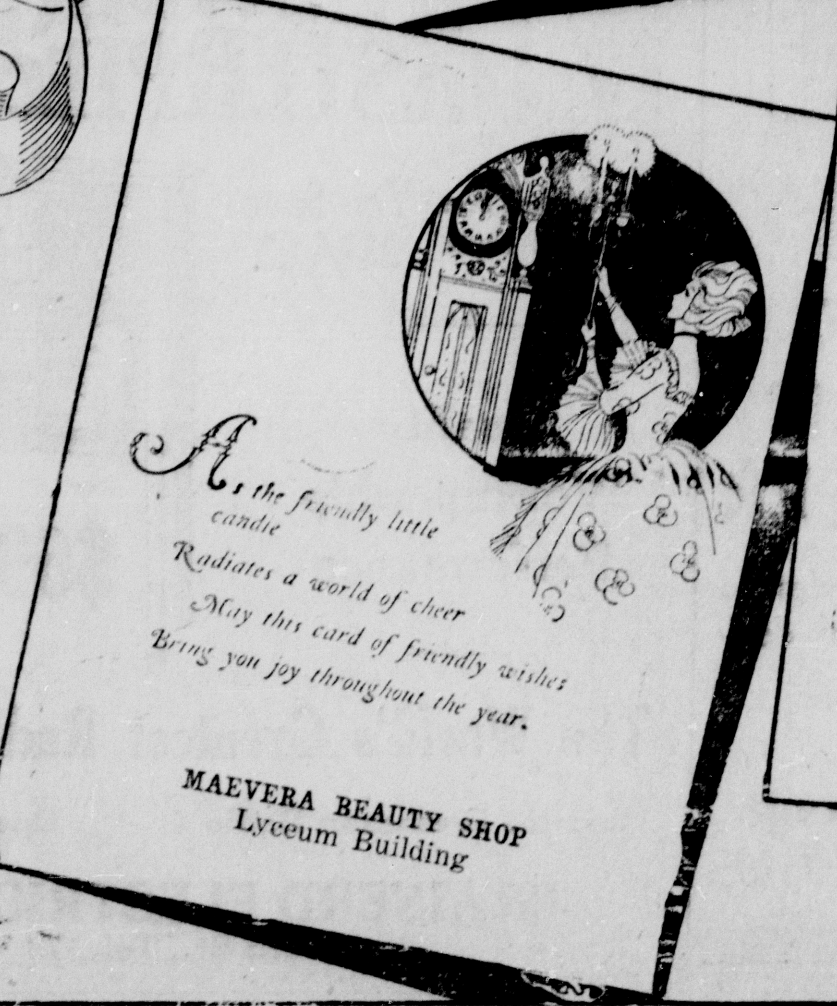 As the friendly little
candle
Radiates a world of cheer
May this card of friendly wishes
Bring you joy throughout the year.
MAEVERA BEAUTY SHOP
Lyceum Building